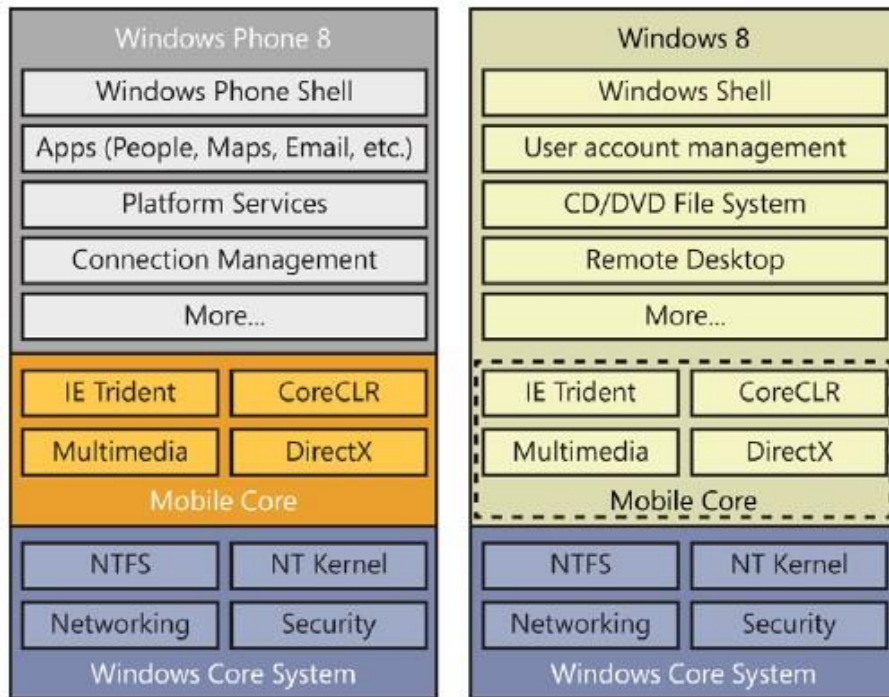 Windows Phone 8
Windows Phone Shell
Apps (People, Maps, Email, etc.)
Platform Services
Connection Management
More...
IE Trident
CoreCLR
Multimedia
DirectX
Mobile Core
NTFS
NT Kernel
Networking
Security
Windows Core System
Windows 8
Windows Shell
User account management
CD/DVD File System
Remote Desktop
More...
IE Trident
CoreCLR
Multimedia
DirectX
Mobile Core
NTFS
NT Kernel
Networking
Security
Windows Core System